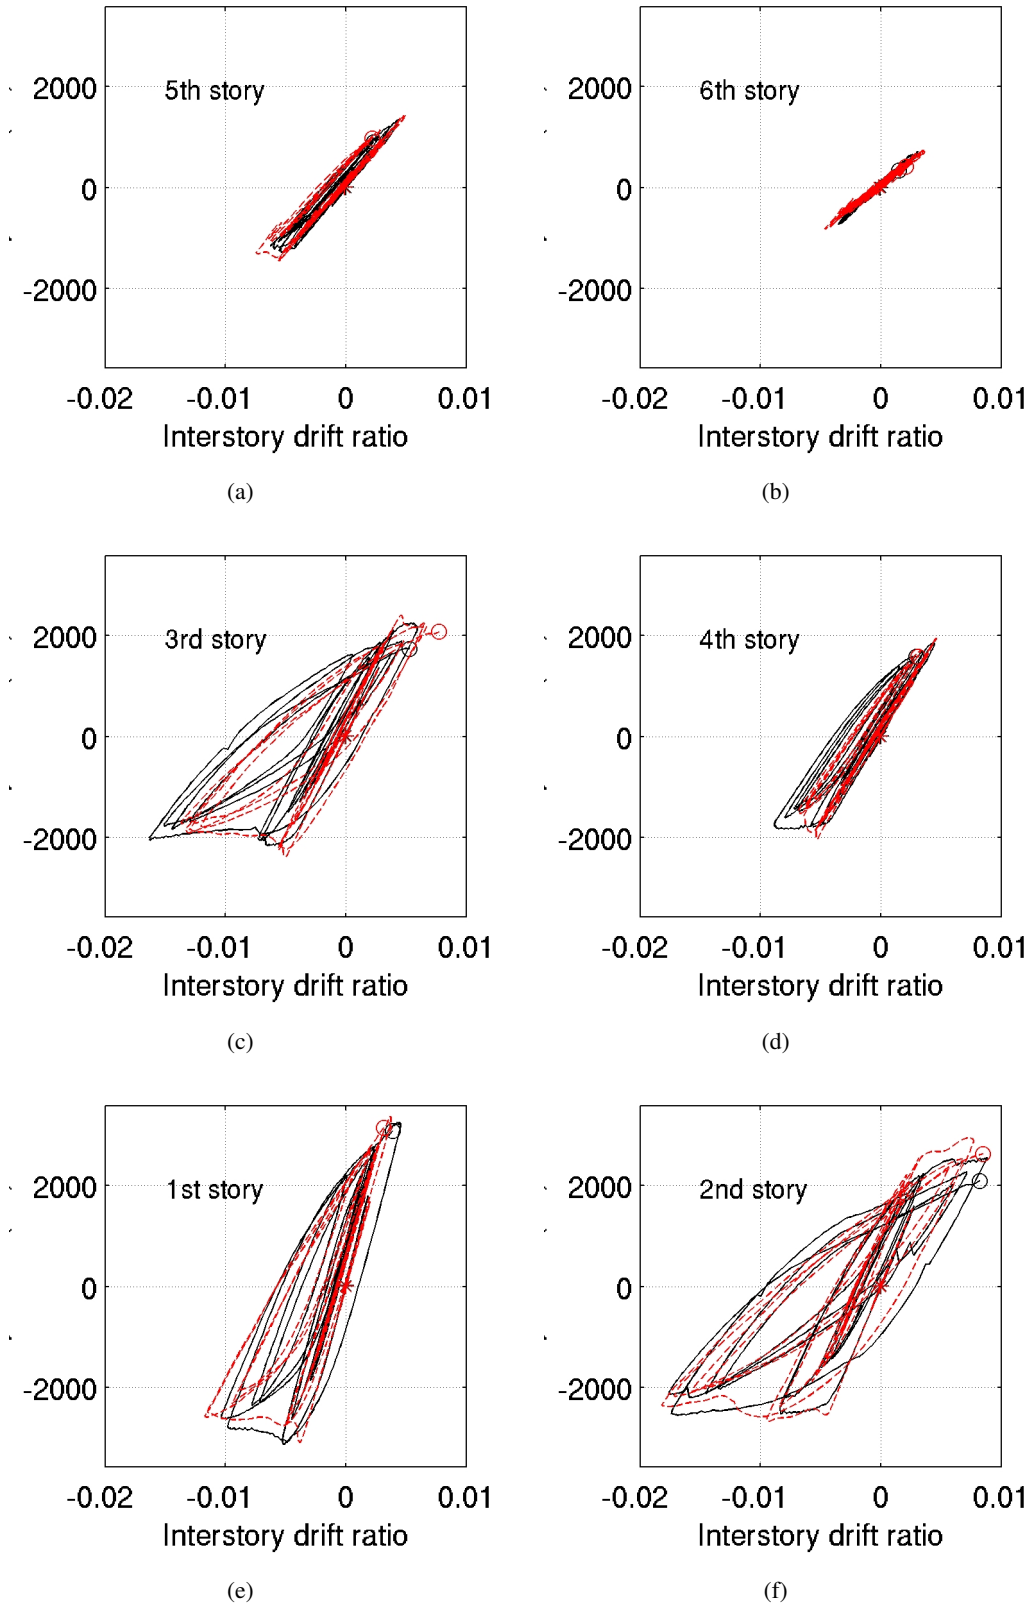 2000
5th story
0
-2000
-0.02 -0.01 0 0.01
Interstory drift ratio
(a)
2000
6th story
0
-2000
-0.02 -0.01 0 0.01
Interstory drift ratio
(b)
2000
3rd story
0
-2000
-0.02 -0.01 0 0.01
Interstory drift ratio
(c)
2000
4th story
0
-2000
-0.02 -0.01 0 0.01
Interstory drift ratio
(d)
2000
1st story
0
-2000
-0.02 -0.01 0 0.01
Interstory drift ratio
(e)
2000
2nd story
0
-2000
-0.02 -0.01 0 0.01
Interstory drift ratio
(f)